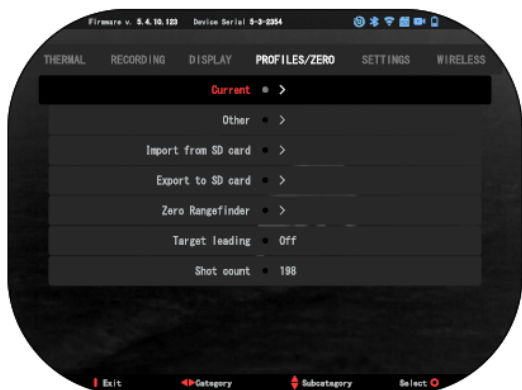 Firmware v. 5.4.10.123 Device Serial 5-3-2354
THERMAL RECORDING DISPLAY PROFILES/ZERO SETTINGS WIRELESS
Current >
Other >
Import from SD card >
Export to SD card >
Zero Rangefinder >
Target leading Off
Shot count 198
Exit Category Subcategory Select